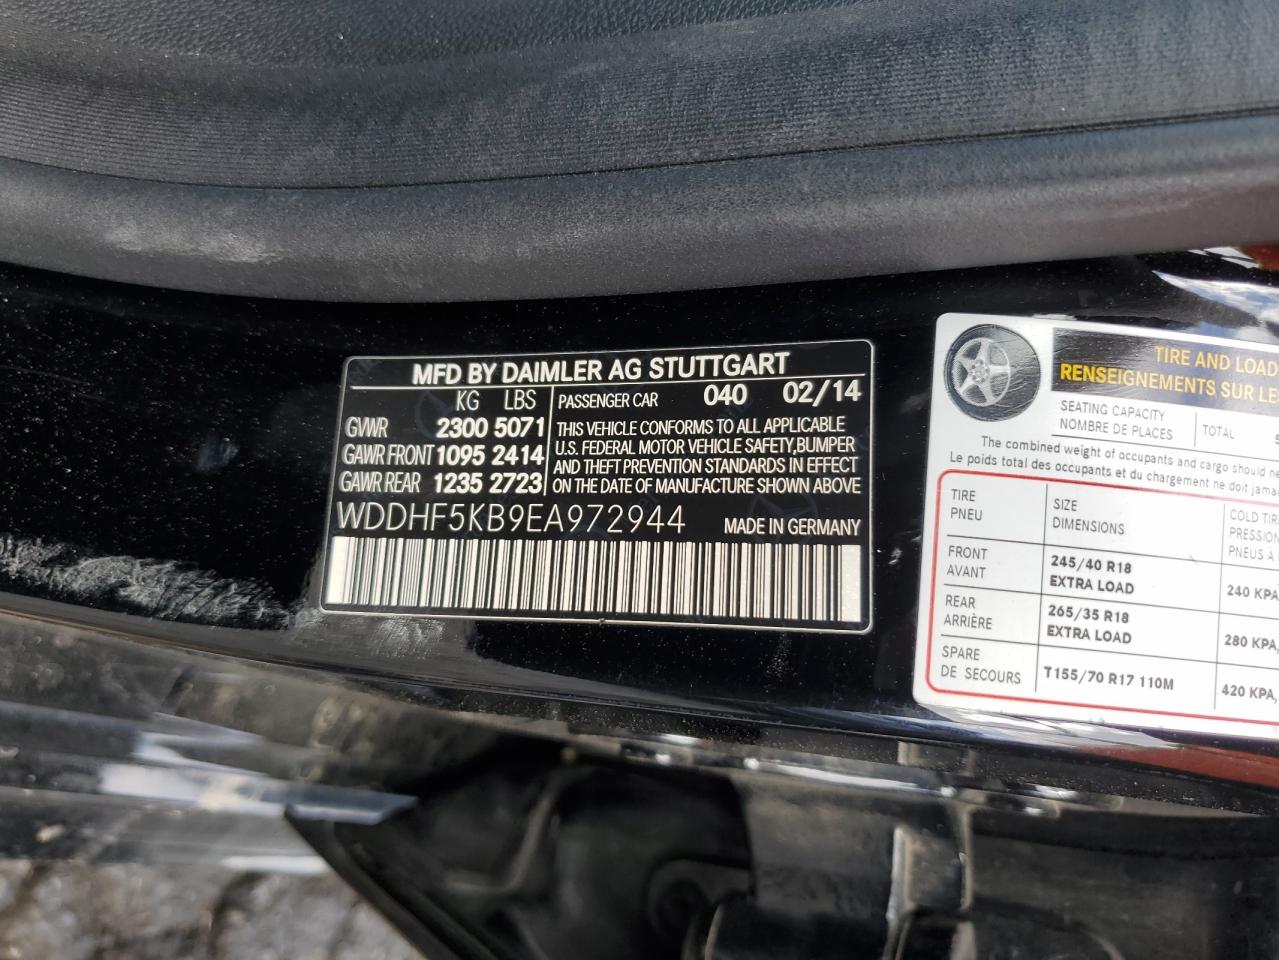 MFD BY DAIMLER AG STUTTGART
KG LBS
GVWR 2300 5071
GAWR FRONT 1095 2414
GAWR REAR 1235 2723
PASSENGER CAR 040 02/14
THIS VEHICLE CONFORMS TO ALL APPLICABLE
U.S. FEDERAL MOTOR VEHICLE SAFETY,BUMPER
AND THEFT PREVENTION STANDARDS IN EFFECT
ON THE DATE OF MANUFACTURE SHOWN ABOVE
WDDHF5KB9EA972944 MADE IN GERMANY
TIRE AND LOAD
RENSEIGNEMENTS SUR LE
SEATING CAPACITY
NOMBRE DE PLACES
TOTAL
The combined weight of occupants and cargo should ne
Le poids total des occupants et du chargement ne doit jamai
TIRE
PNEU
SIZE
DIMENSIONS
COLD TIR
PRESSION
PNEUS À
FRONT
AVANT
245/40 R18
EXTRA LOAD
240 KPA,
REAR
ARRIÈRE
265/35 R18
EXTRA LOAD
280 KPA,
SPARE
DE SECOURS
T155/70 R17 110M
420 KPA,